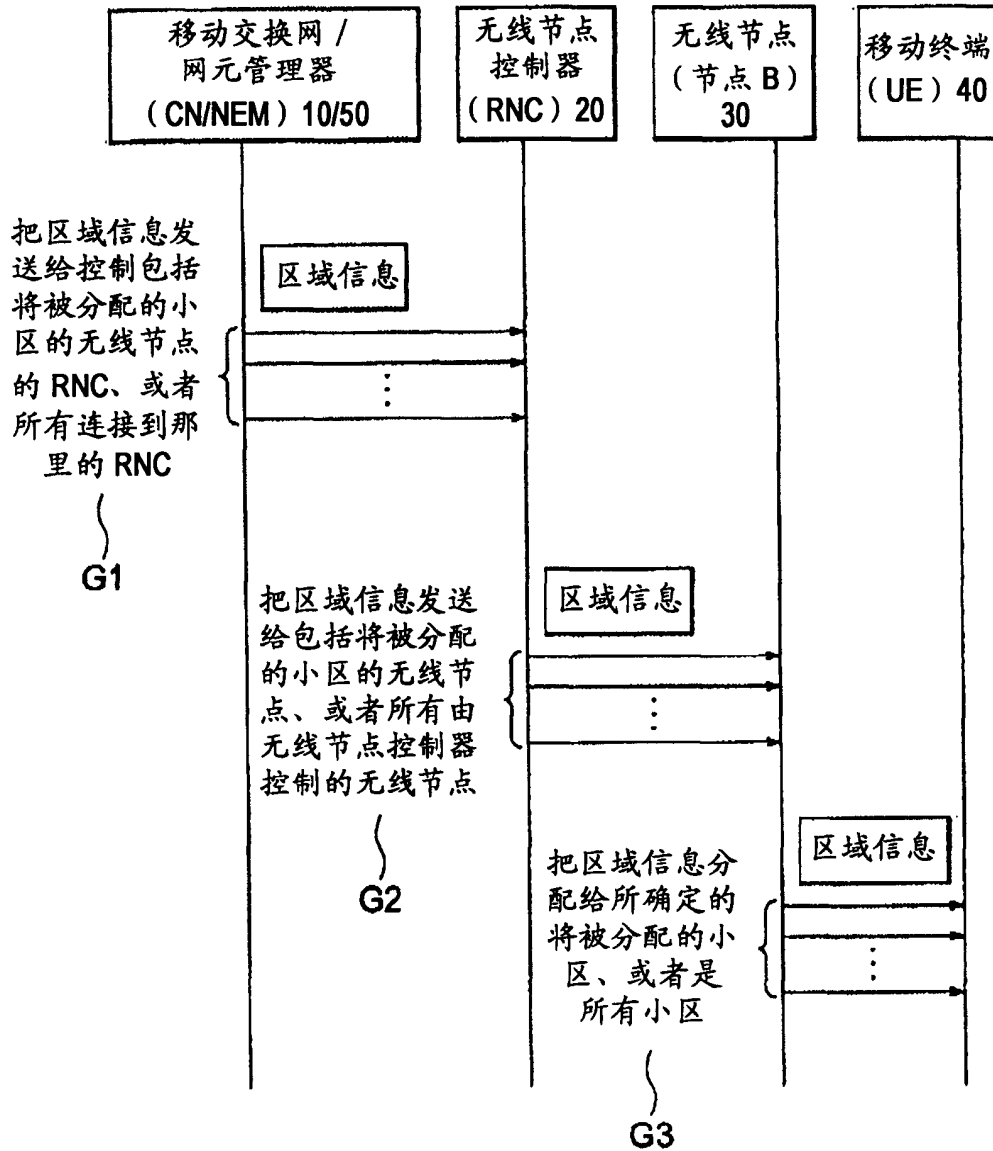 移动交换网 /
网元管理器
（CN/NEM）10/50
无线节点
控制器
（RNC）20
无线节点
（节点 B）
30
移动终端
（UE）40
把区域信息发
送给控制包括
将被分配的小
区的无线节点
的 RNC、或者
所有连接到那
里的 RNC
区域信息
G1
把区域信息发送
给包括将被分配
的小区的无线节
点、或者所有由
无线节点控制器
控制的无线节点
区域信息
G2
把区域信息分
配给所确定的
将被分配的小
区、或者是
所有小区
区域信息
G3